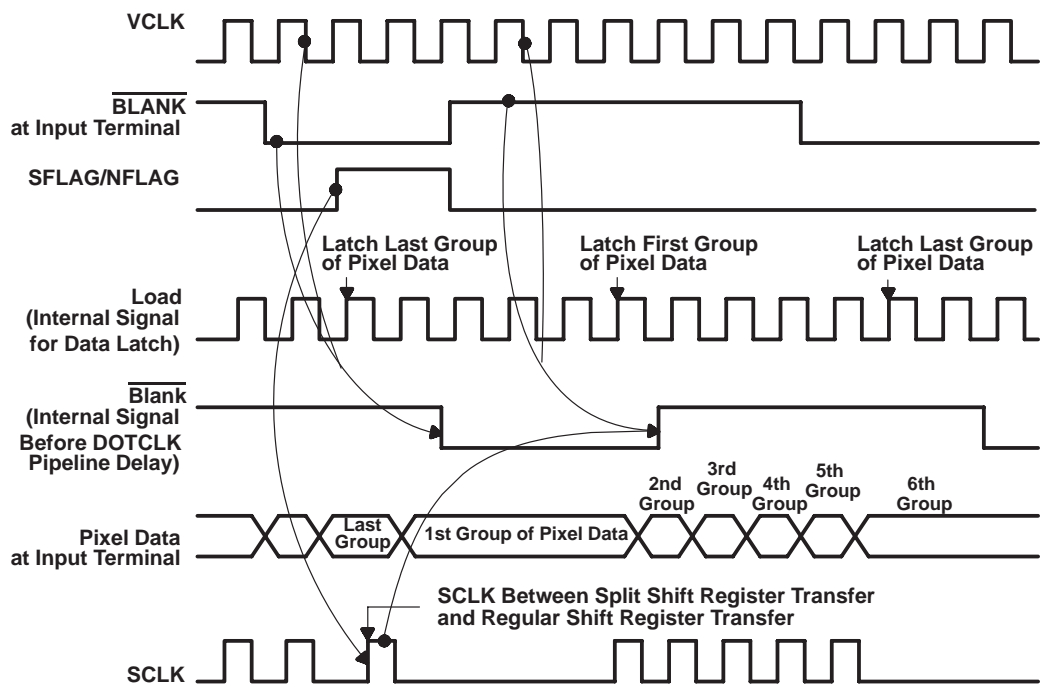 VCLK
BLANK
at Input Terminal
SFLAG/NFLAG
Latch Last Group
of Pixel Data
Latch First Group
of Pixel Data
Latch Last Group
of Pixel Data
Load
(Internal Signal
for Data Latch)
Blank
(Internal Signal
Before DOTCLK
Pipeline Delay)
Pixel Data
at Input Terminal
Last
Group
1st Group of Pixel Data
2nd
Group
3rd
Group
4th
Group
5th
Group
6th
Group
SCLK Between Split Shift Register Transfer
and Regular Shift Register Transfer
SCLK